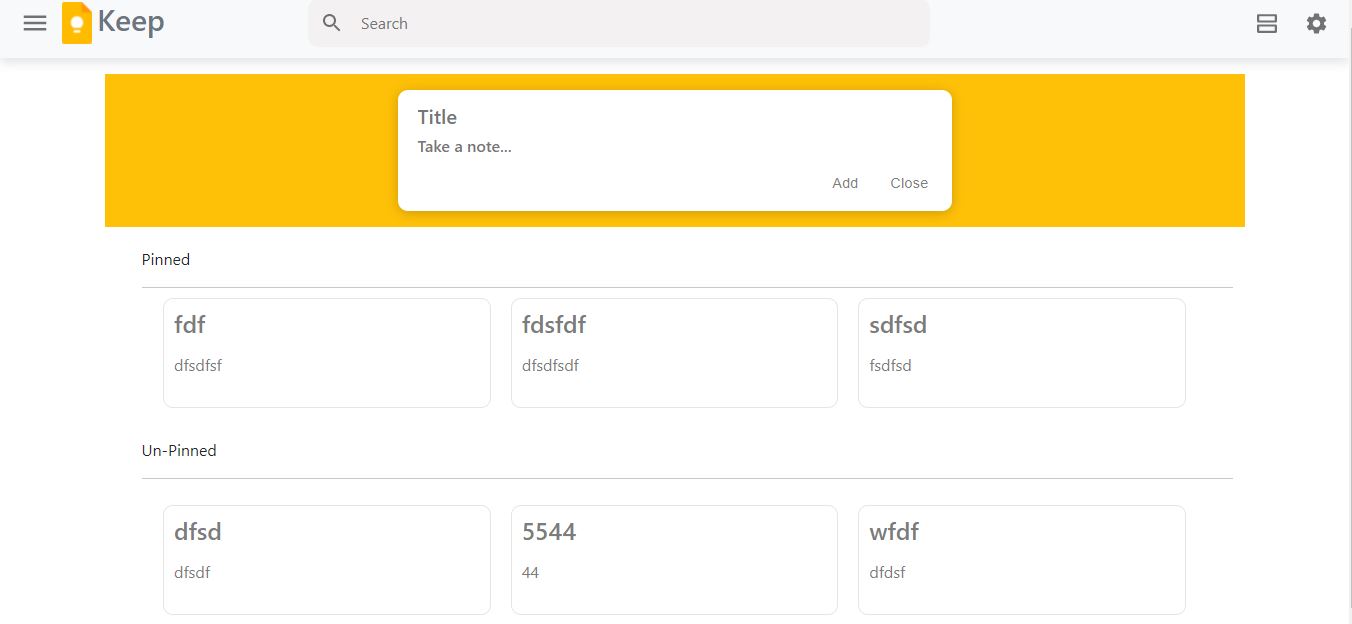 Keep
Search
Title
Take a note...
Add Close
Pinned
fdf fdsfdf sdfsd
dfsdfsf dfsdfsdf fsdfsd
Un-Pinned
dfsd 5544 wfdf
dfsdf 44 dfdsf